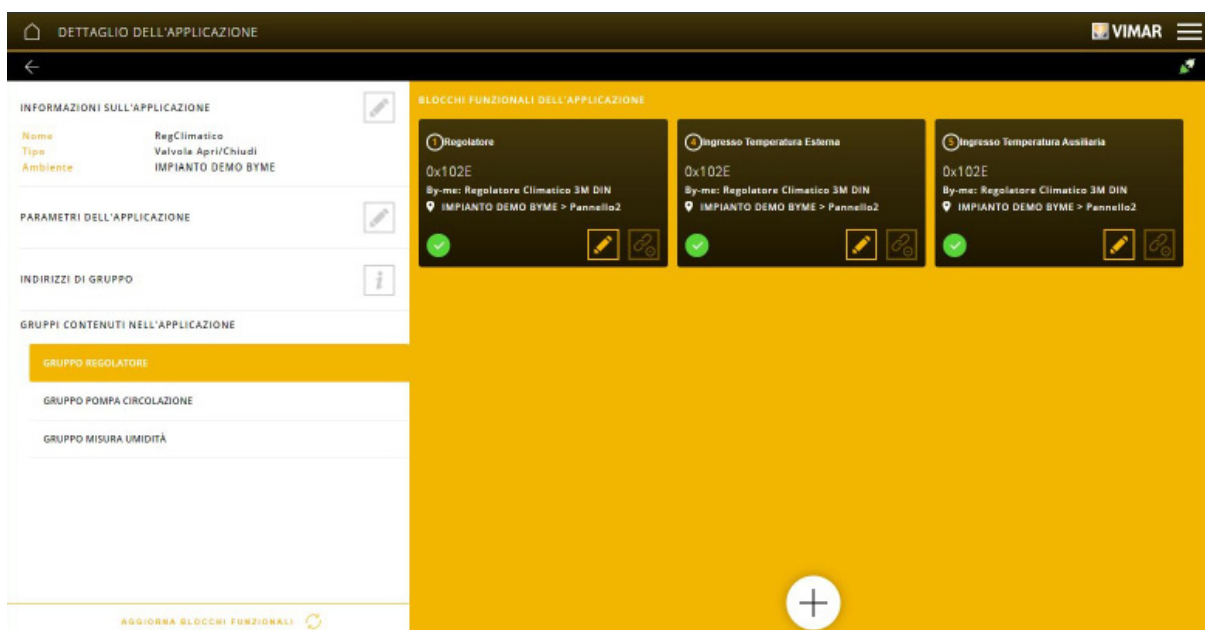 DETTAGLIO DELL'APPLICAZIONE
VIMAR
INFORMAZIONI SULL'APPLICAZIONE
Nome RegClimatico
Tipo Valvola Apri/Chiudi
Ambiente IMPIANTO DEMO BYME
PARAMETRI DELL'APPLICAZIONE
INDIRIZZI DI GRUPPO
i
GRUPPI CONTENUTI NELL'APPLICAZIONE
GRUPPO REGOLATORE
GRUPPO POMPA CIRCOLAZIONE
GRUPPO MISURA UMIDITÀ
AGGIORNA BLOCCHI FUNZIONALI
BLOCCHI FUNZIONALI DELL'APPLICAZIONE
1 Regolatore
0x102E
By-me: Regolatore Climatico 3M DIN
IMPIANTO DEMO BYME > Pannello2
4 Ingresso Temperatura Esterna
0x102E
By-me: Regolatore Climatico 3M DIN
IMPIANTO DEMO BYME > Pannello2
5 Ingresso Temperatura Ausiliaria
0x102E
By-me: Regolatore Climatico 3M DIN
IMPIANTO DEMO BYME > Pannello2